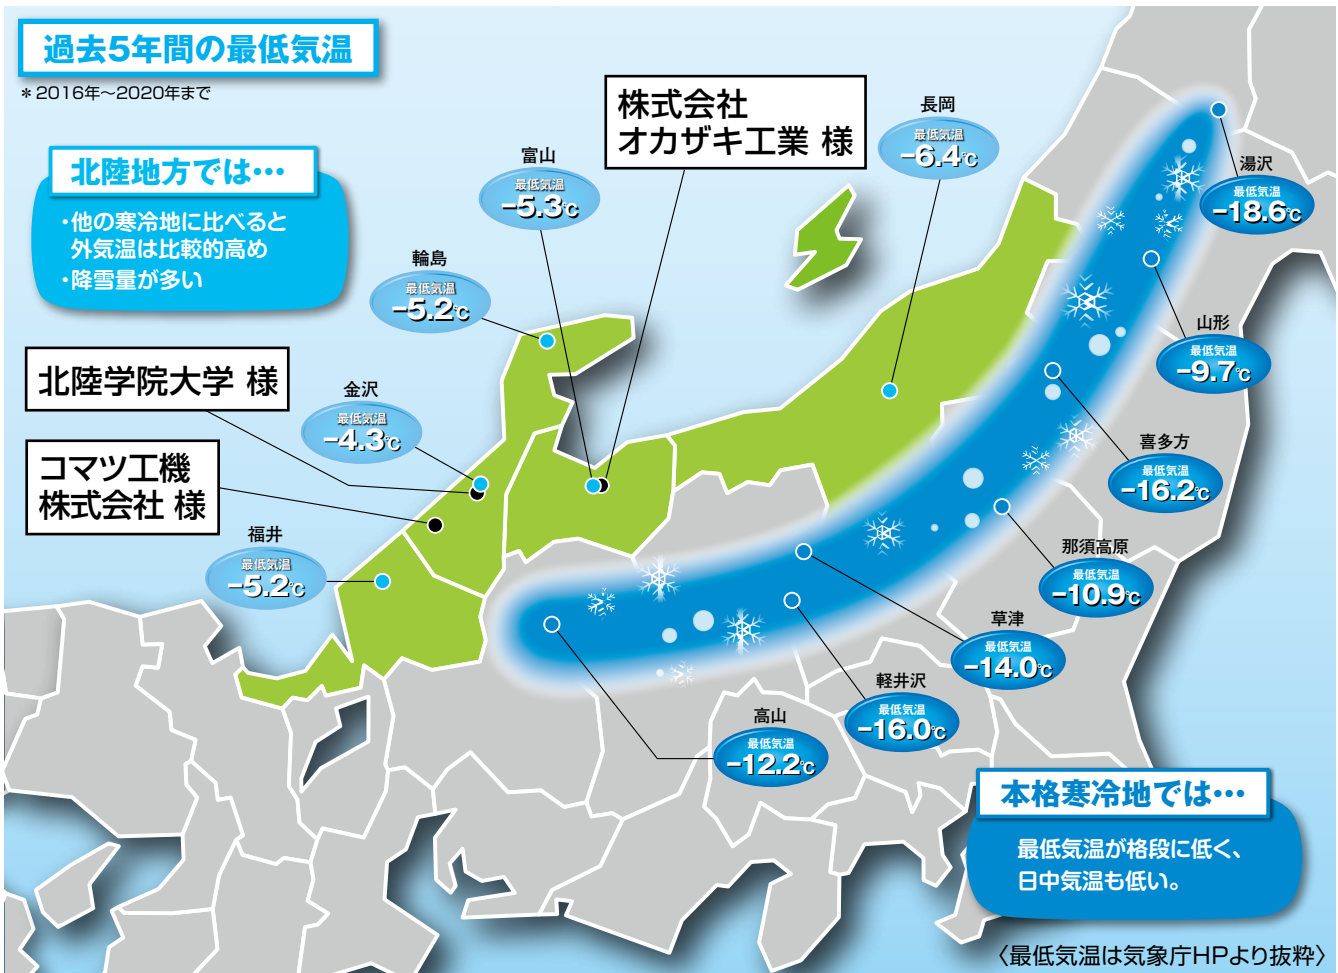 過去5年間の最低気温
＊2016年〜2020年まで
北陸地方では…
・他の寒冷地に比べると
外気温は比較的高め
・降雪量が多い
株式会社
オカザキ工業 様
北陸学院大学 様
コマツ工機
株式会社 様
長岡
最低気温
−6.4℃
富山
最低気温
−5.3℃
輪島
最低気温
−5.2℃
金沢
最低気温
−4.3℃
福井
最低気温
−5.2℃
湯沢
最低気温
−18.6℃
山形
最低気温
−9.7℃
喜多方
最低気温
−16.2℃
那須高原
最低気温
−10.9℃
草津
最低気温
−14.0℃
軽井沢
最低気温
−16.0℃
高山
最低気温
−12.2℃
本格寒冷地では…
最低気温が格段に低く、
日中気温も低い。
〈最低気温は気象庁HPより抜粋〉